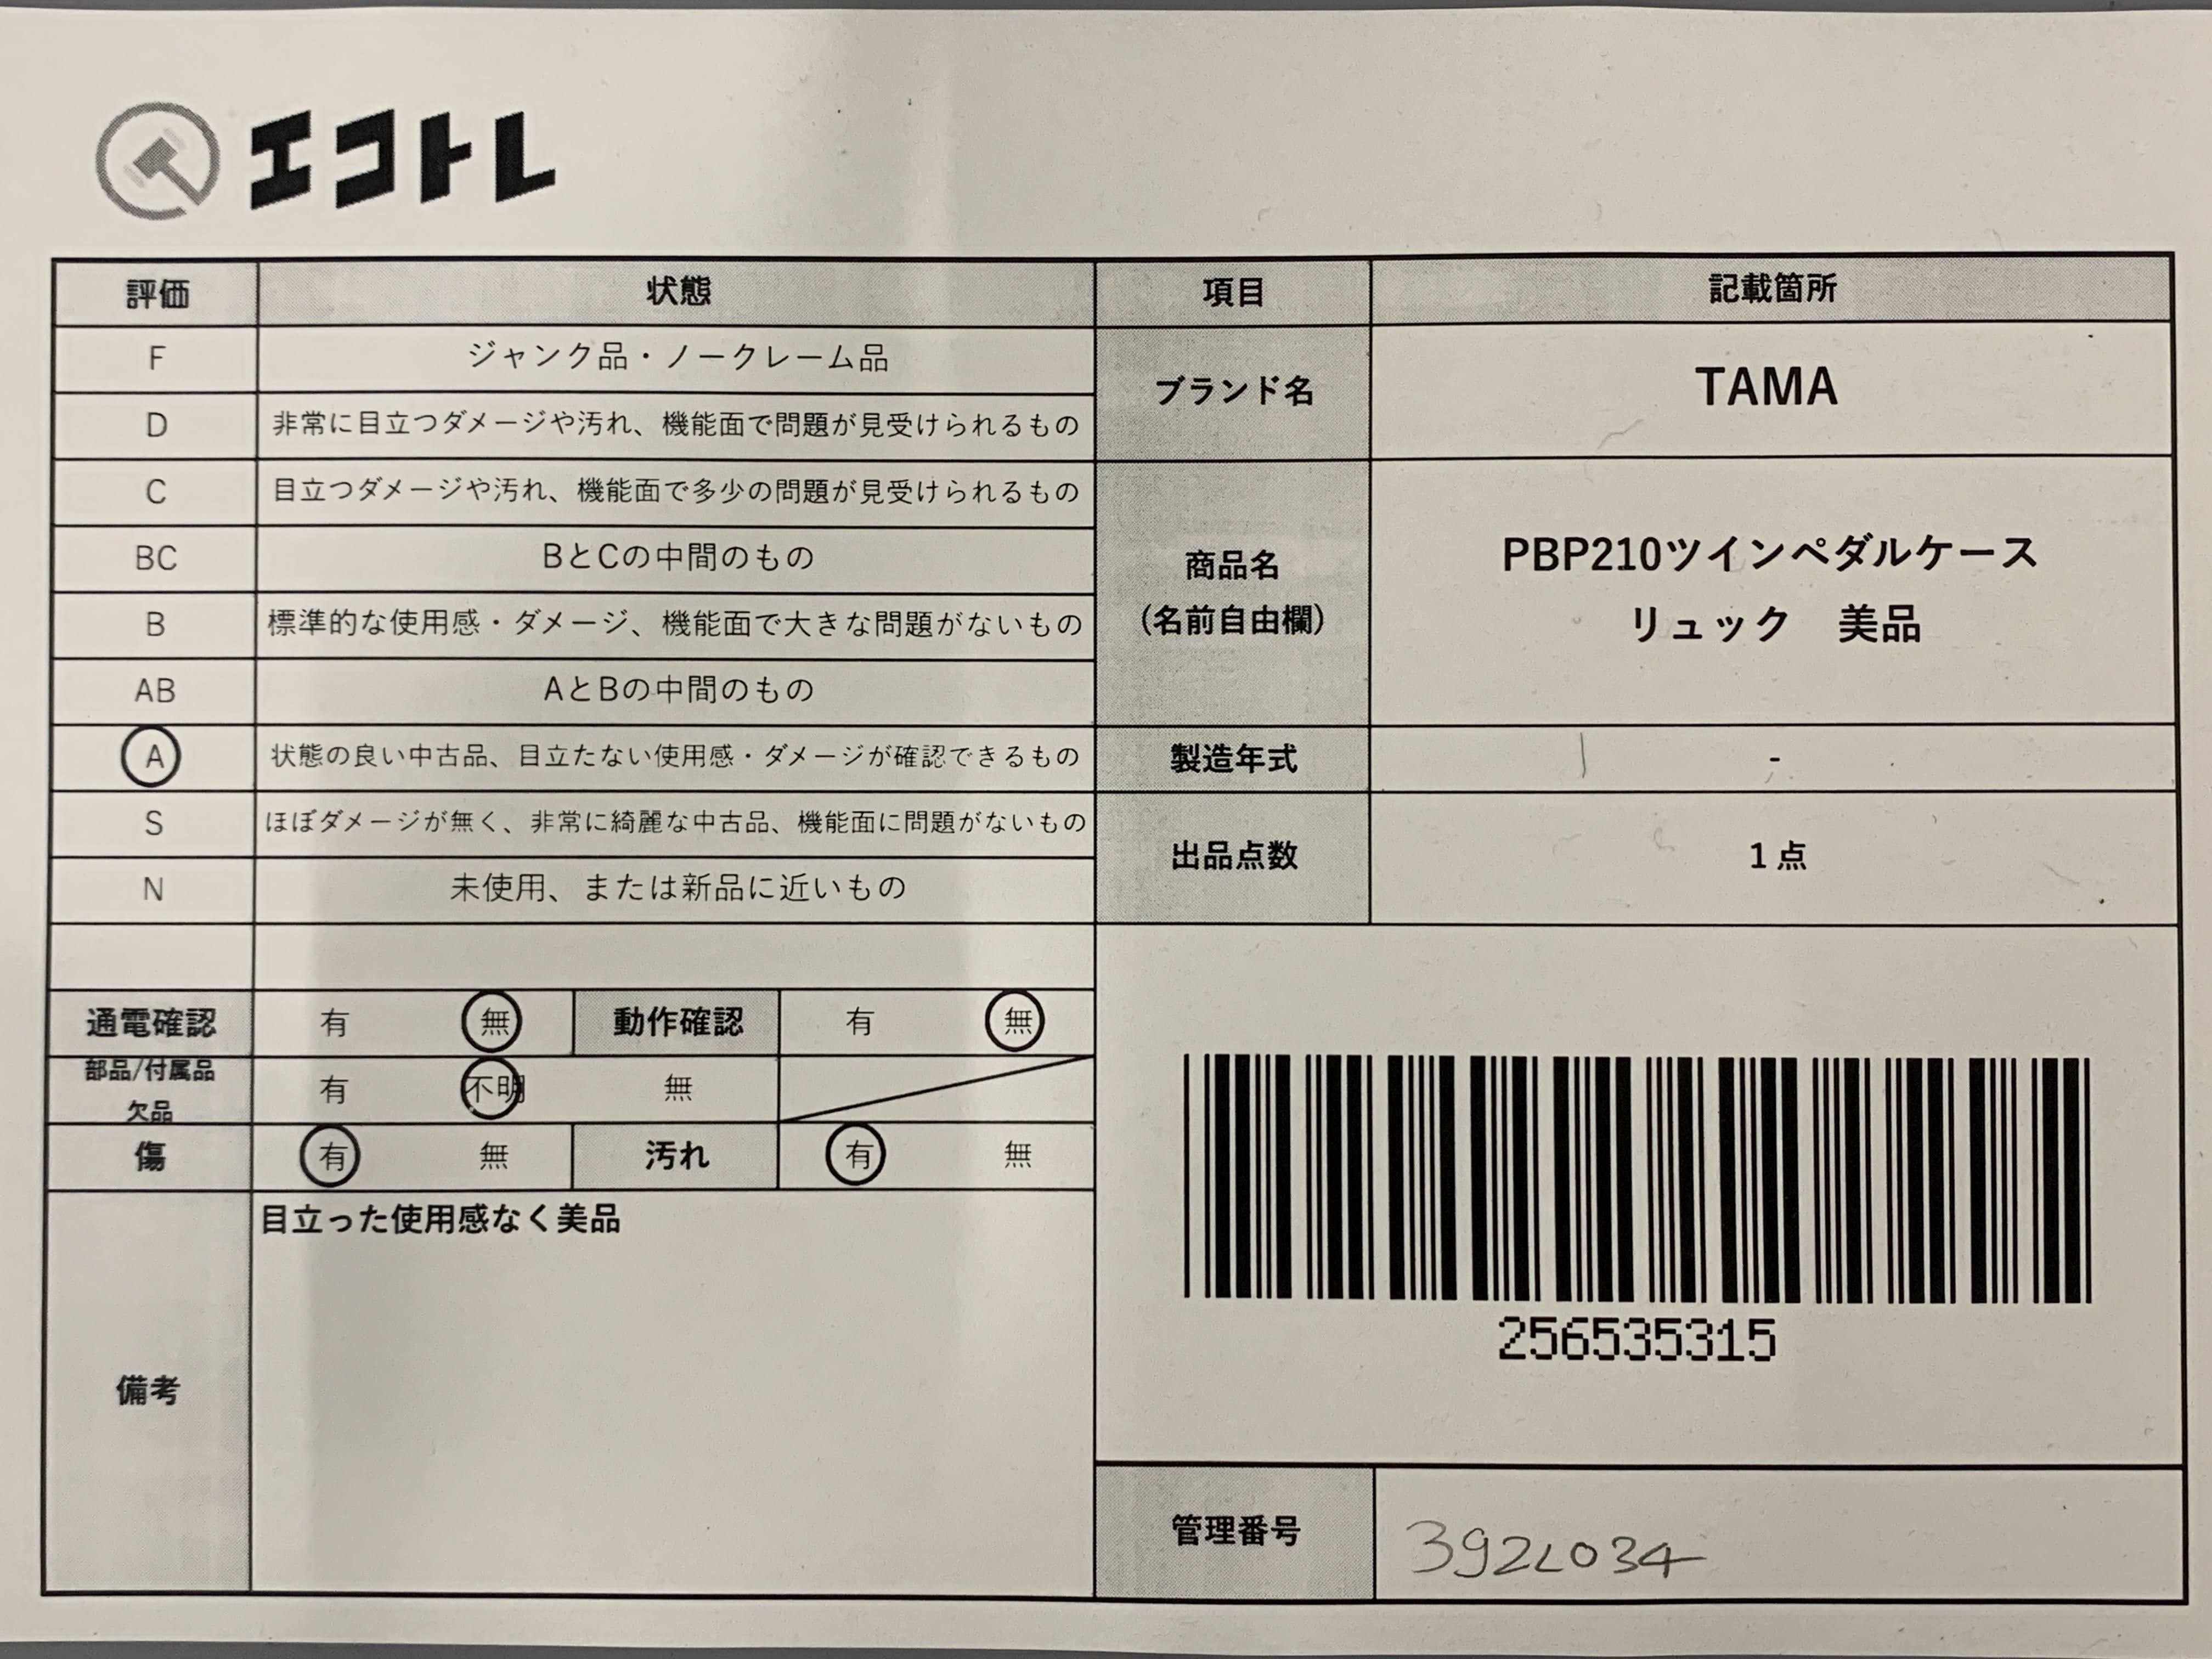 エコトレ
評価 状態 項目 記載箇所
F ジャンク品・ノークレーム品
D 非常に目立つダメージや汚れ、機能面で問題が見受けられるもの
ブランド名 TAMA
C 目立つダメージや汚れ、機能面で多少の問題が見受けられるもの
BC BとCの中間のもの
B 標準的な使用感・ダメージ、機能面で大きな問題がないもの
AB AとBの中間のもの
商品名
（名前自由欄）
PBP210ツインペダルケース
リュック　美品
A 状態の良い中古品、目立たない使用感・ダメージが確認できるもの
製造年式 -
S ほぼダメージが無く、非常に綺麗な中古品、機能面に問題がないもの
N 未使用、または新品に近いもの
出品点数 1 点
通電確認 有 無 動作確認 有 無
部品/付属品
欠品
有 不明 無
傷 有 無 汚れ 有 無
備考
目立った使用感なく美品
256535315
管理番号 392L034